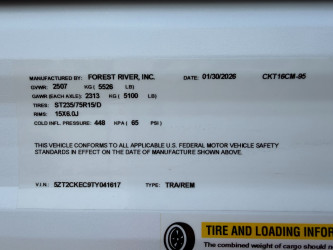 MANUFACTURED BY: FOREST RIVER, INC. DATE: 01/30/2026 CKT16CM-95
GVWR: 2507 KG ( 5526 LB)
GAWR (EACH AXLE): 2313 KG ( 5100 LB)
TIRES: ST235/75R15/D
RIMS: 15X6.0J
COLD INFL. PRESSURE: 448 KPA ( 65 PSI)
THIS VEHICLE CONFORMS TO ALL APPLICABLE U.S. FEDERAL MOTOR VEHICLE SAFETY
STANDARDS IN EFFECT ON THE DATE OF MANUFACTURE SHOWN ABOVE.
V.I.N.: 5ZT2CKEC9TY041617 TYPE: TRA/REM
TIRE AND LOADING INFOR
The combined weight of cargo should n